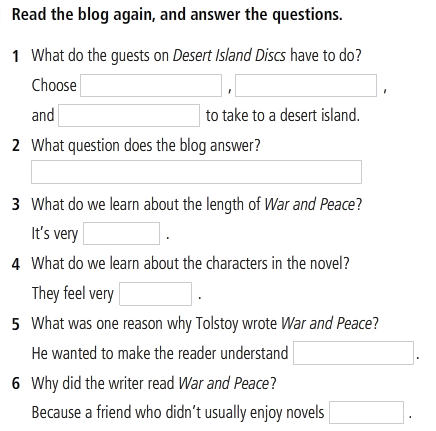 Read the blog again, and answer the questions.
1 What do the guests on Desert Island Discs have to do?
Choose , ,
and to take to a desert island.
2 What question does the blog answer?
3 What do we learn about the length of War and Peace?
It's very .
4 What do we learn about the characters in the novel?
They feel very .
5 What was one reason why Tolstoy wrote War and Peace?
He wanted to make the reader understand .
6 Why did the writer read War and Peace?
Because a friend who didn't usually enjoy novels .